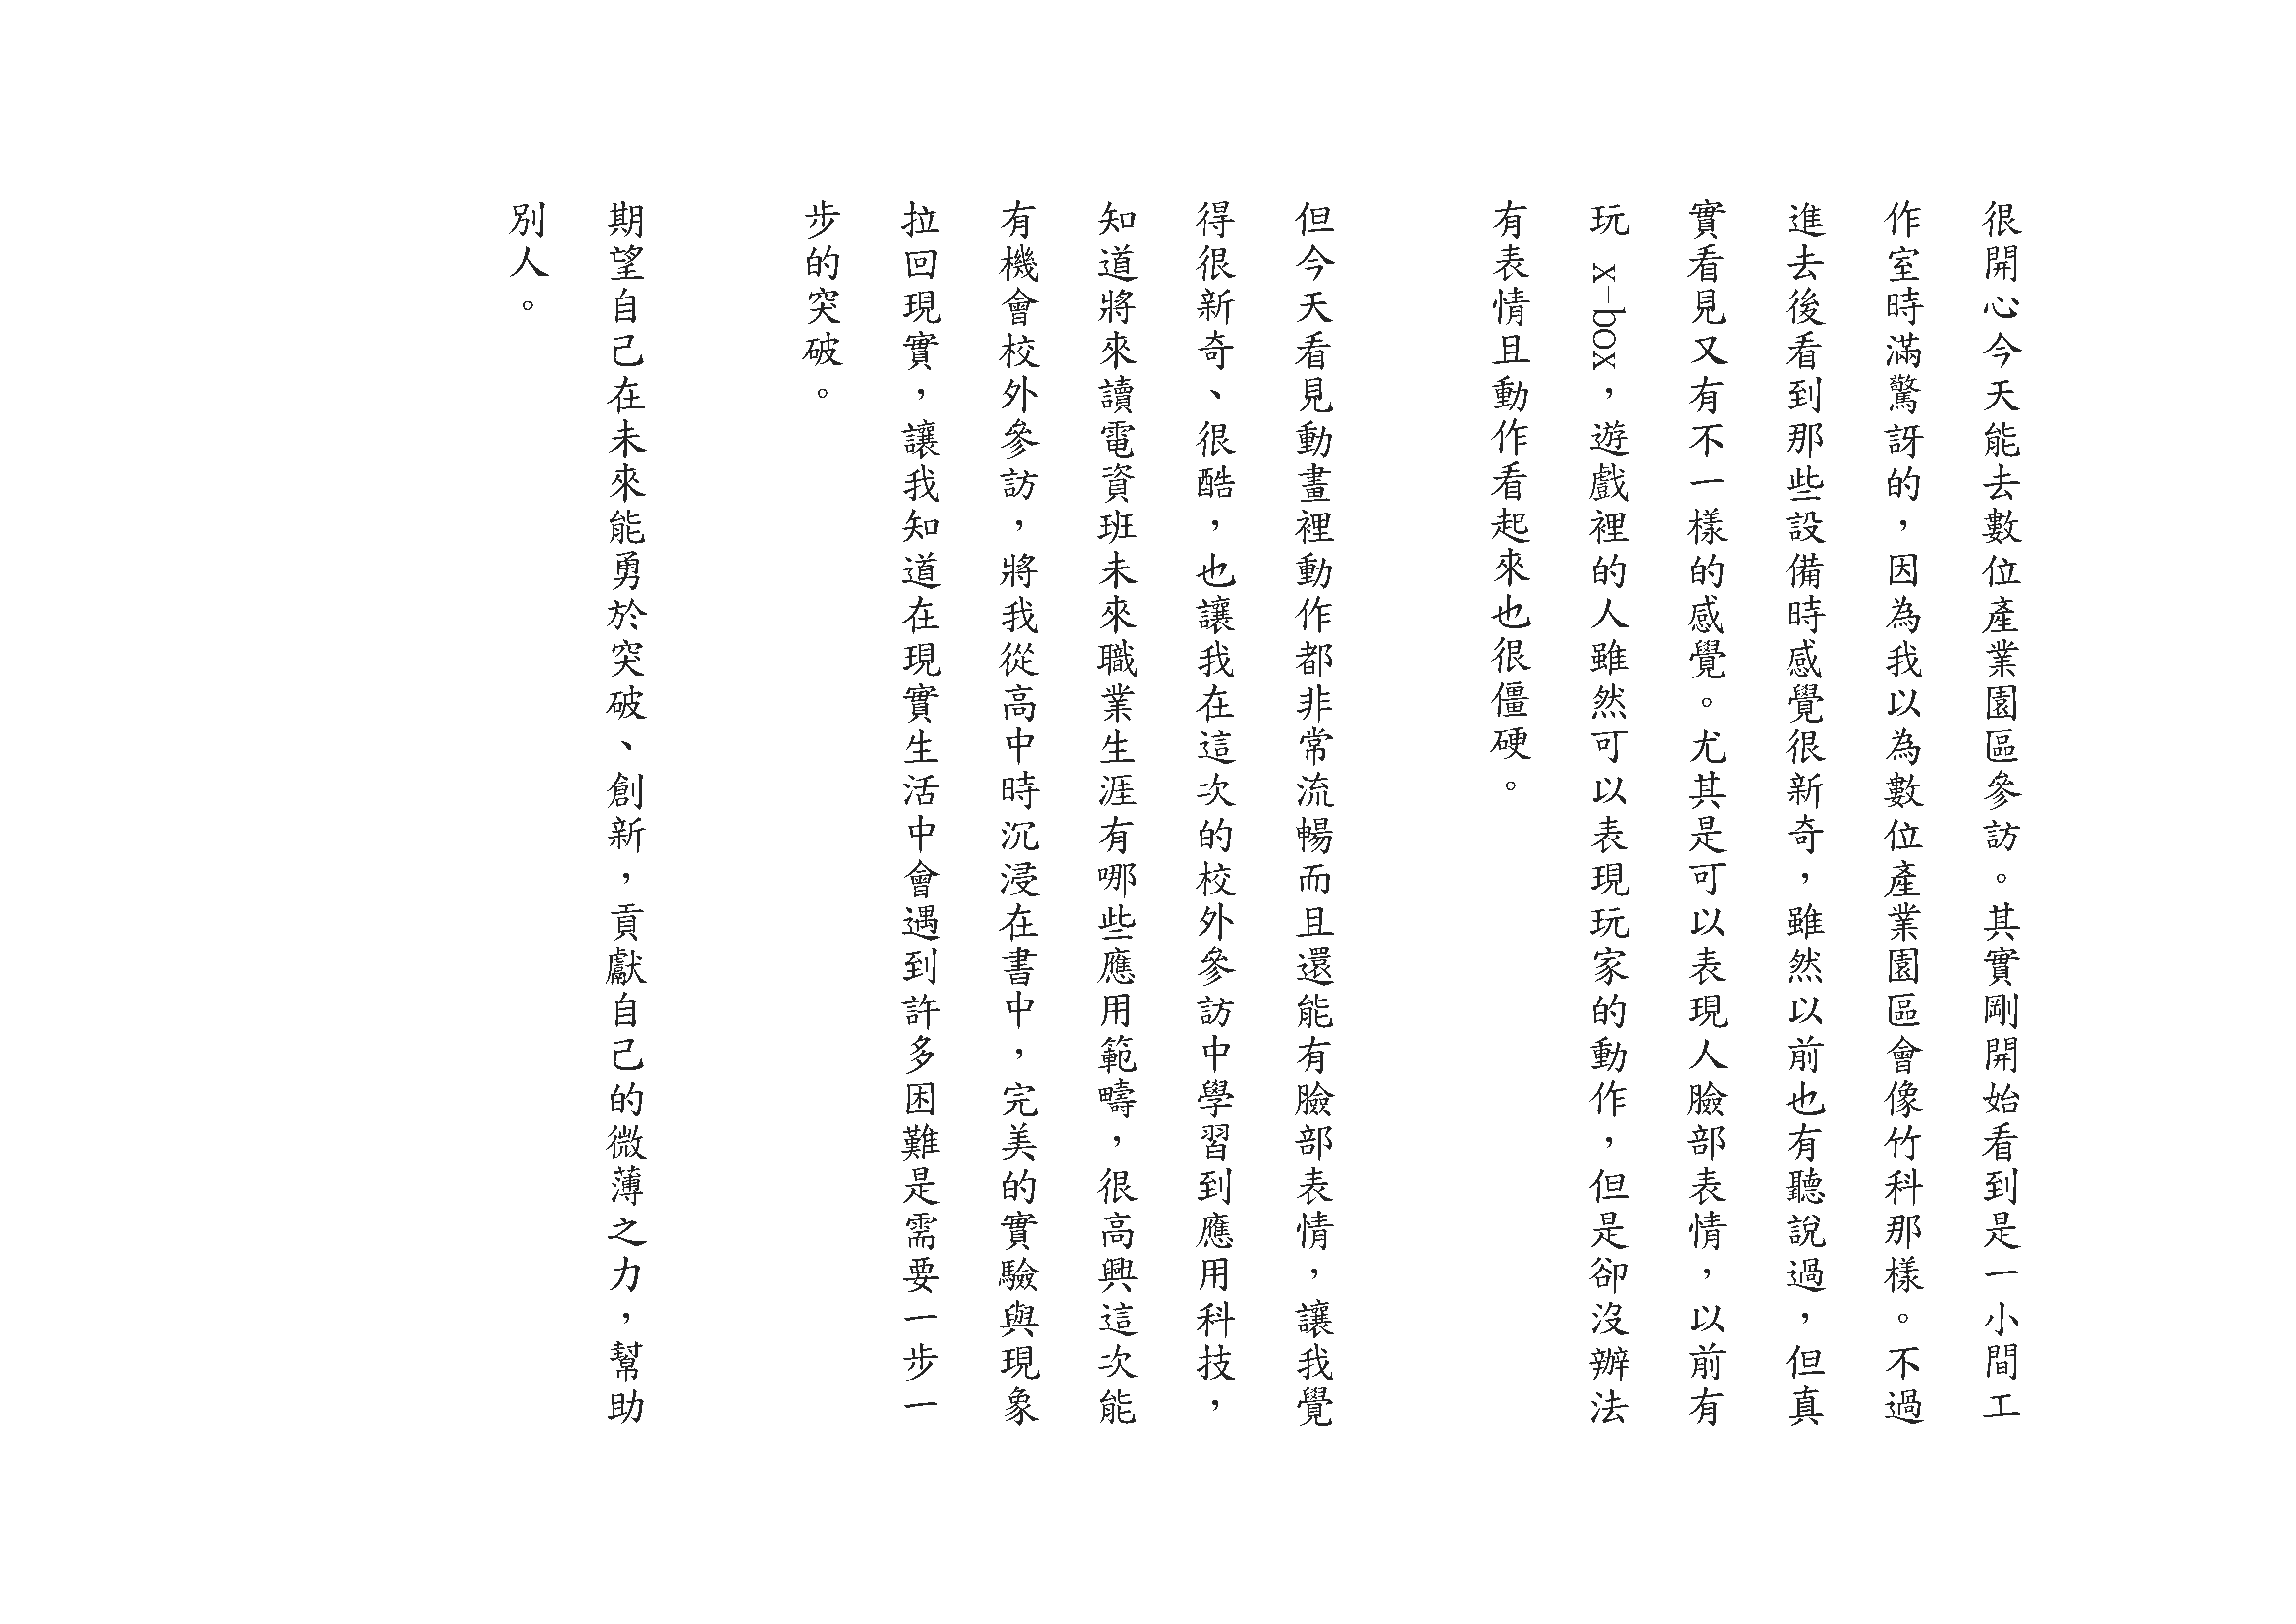 很開心今天能去數位產業園區參訪。其實剛開始看到是一小間工
作室時滿驚訝的，因為我以為數位產業園區會像竹科那樣。不過
進去後看到那些設備時感覺很新奇，雖然以前也有聽說過，但真
實看見又有不一樣的感覺。尤其是可以表現人臉部表情，以前有
玩 x-box，遊戲裡的人雖然可以表現玩家的動作，但是卻沒辦法
有表情且動作看起來也很僵硬。
但今天看見動畫裡動作都非常流暢而且還能有臉部表情，讓我覺
得很新奇、很酷，也讓我在這次的校外參訪中學習到應用科技，
知道將來讀電資班未來職業生涯有哪些應用範疇，很高興這次能
有機會校外參訪，將我從高中時沉浸在書中，完美的實驗與現象
拉回現實，讓我知道在現實生活中會遇到許多困難是需要一步一
步的突破。
期望自己在未來能勇於突破、創新，貢獻自己的微薄之力，幫助
別人。